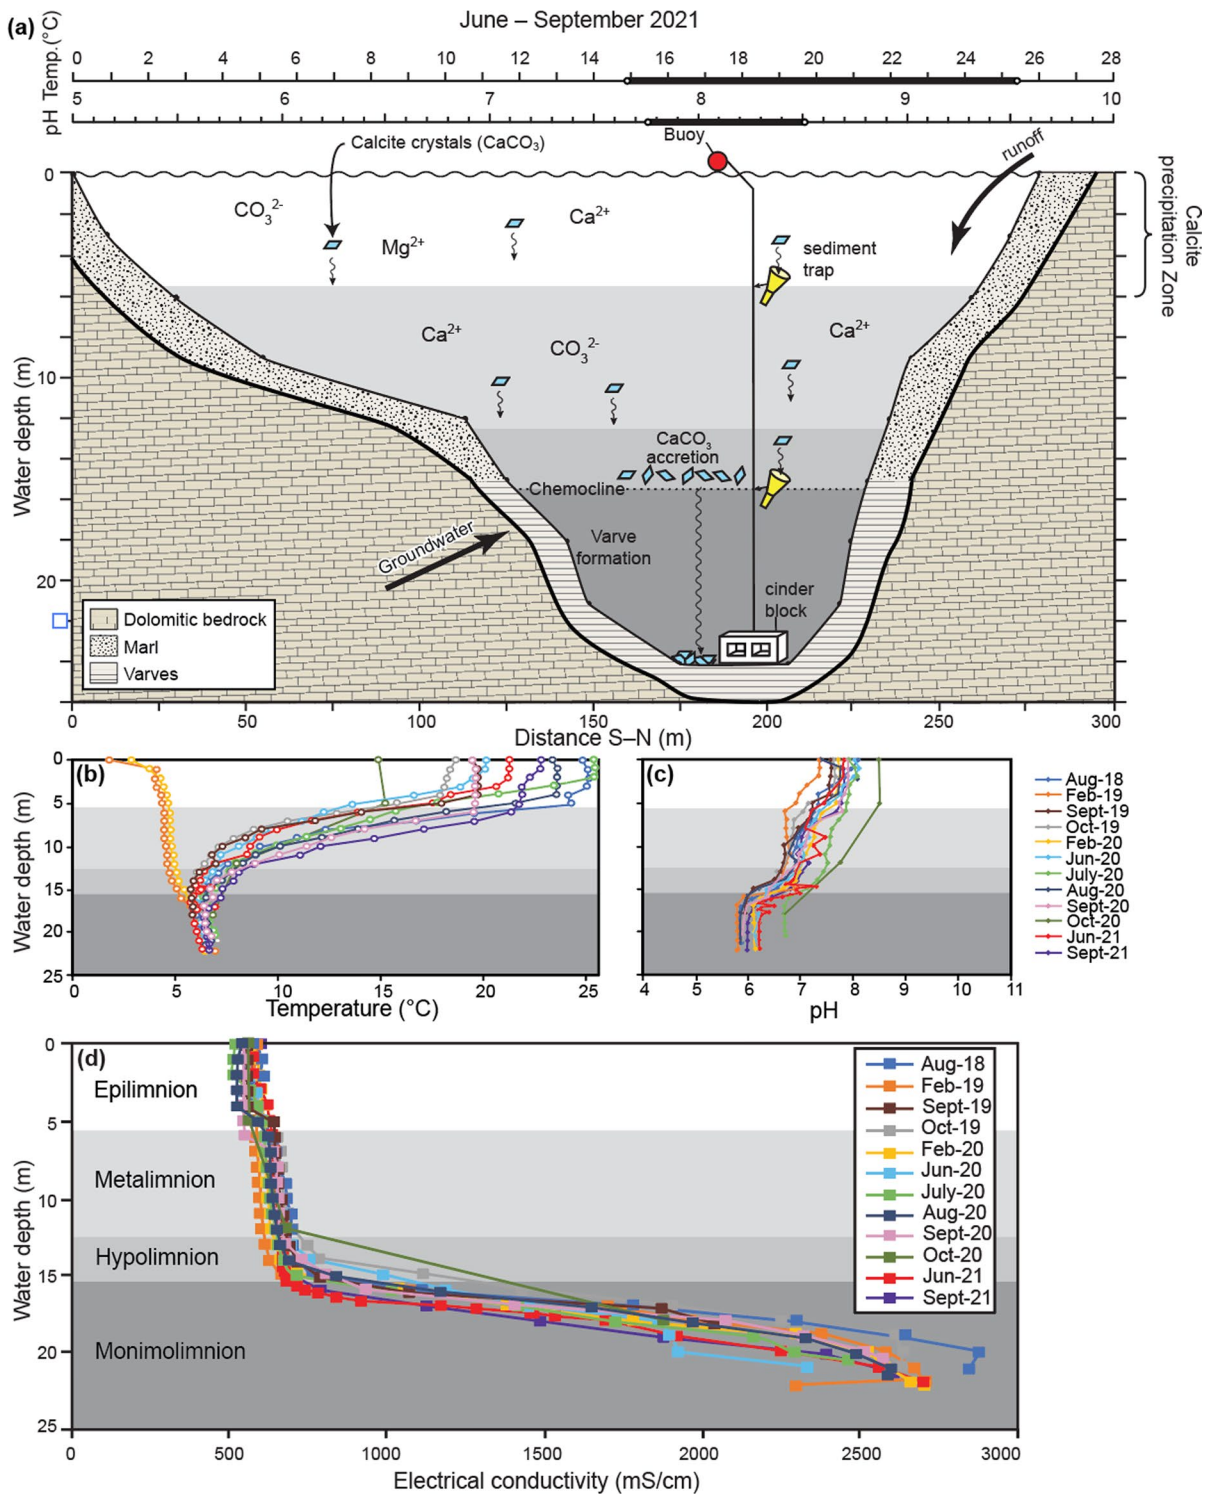 June – September 2021
(a)
Temp.(°C)
0 2 4 6 8 10 12 14 16 18 20 22 24 26 28
pH
5 6 7 8 9 10
Calcite crystals (CaCO₃)
Buoy
runoff
Calcite
precipitation Zone
CO₃²⁻
Ca²⁺
Mg²⁺
sediment
trap
Ca²⁺
CO₃²⁻
Ca²⁺
CaCO₃
accretion
Chemocline
Groundwater
Varve
formation
cinder
block
Dolomitic bedrock
Marl
Varves
Water depth (m)
0
10
20
0 50 100 150 200 250 300
Distance S–N (m)
(b)
Water depth (m)
0
5
10
15
20
25
0 5 10 15 20 25
Temperature (°C)
(c)
4 5 6 7 8 9 10 11
pH
Aug-18
Feb-19
Sept-19
Oct-19
Feb-20
Jun-20
July-20
Aug-20
Sept-20
Oct-20
Jun-21
Sept-21
(d)
Epilimnion
Metalimnion
Hypolimnion
Monimolimnion
Water depth (m)
0
5
10
15
20
25
0 500 1000 1500 2000 2500 3000
Electrical conductivity (mS/cm)
Aug-18
Feb-19
Sept-19
Oct-19
Feb-20
Jun-20
July-20
Aug-20
Sept-20
Oct-20
Jun-21
Sept-21